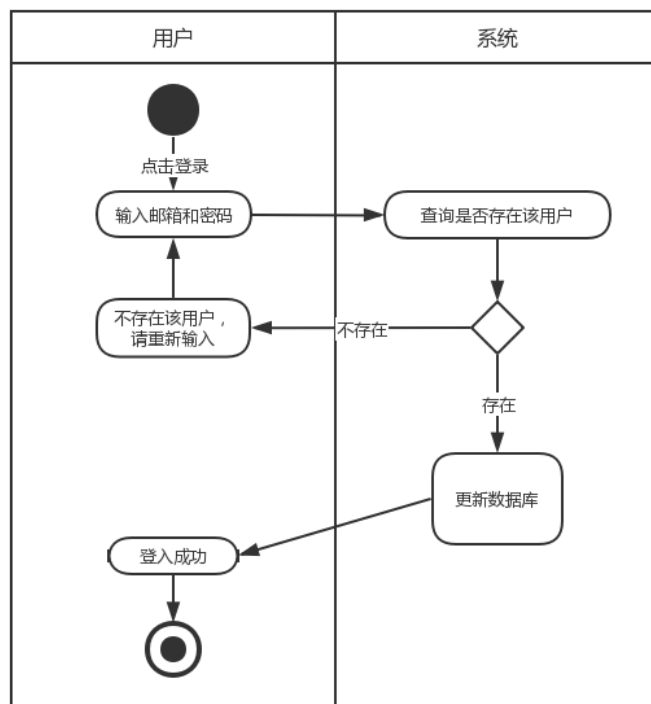 用户
系统
点击登录
输入邮箱和密码
查询是否存在该用户
不存在该用户，
请重新输入
不存在
存在
更新数据库
登入成功